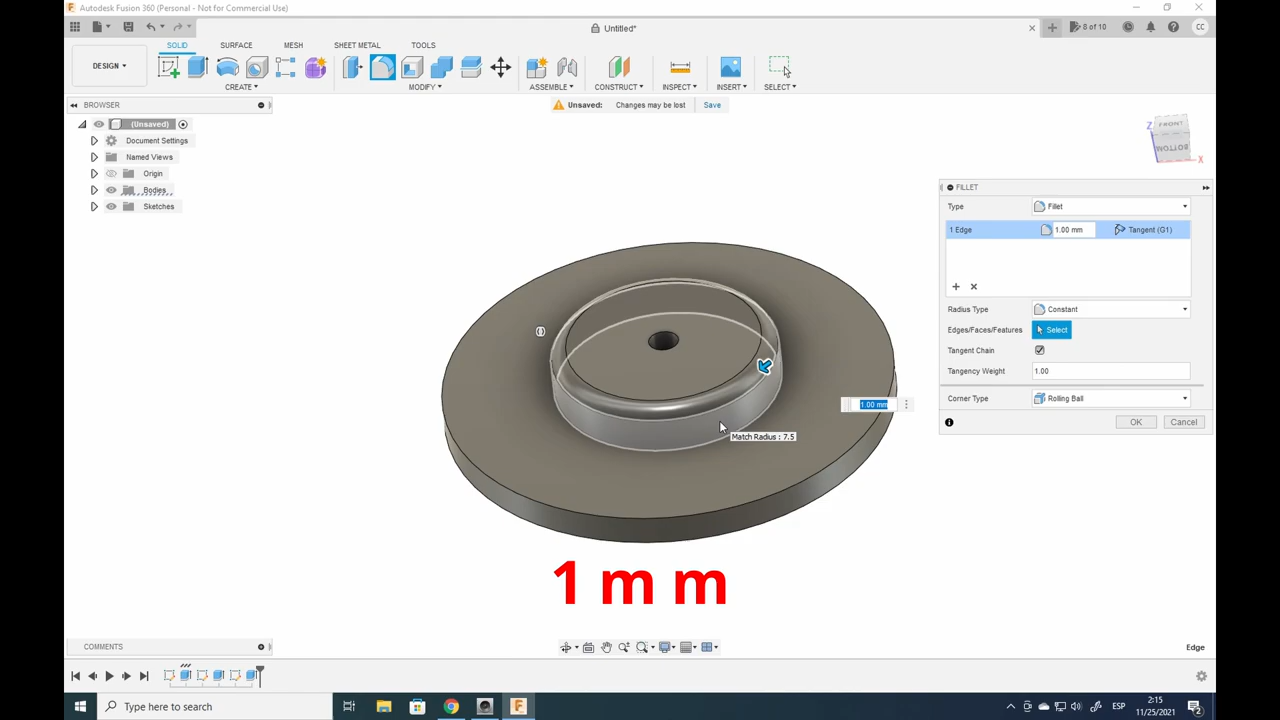 Autodesk Fusion 360 (Personal - Not for Commercial Use)
Untitled*
8 of 10
CC
DESIGN
SOLID
SURFACE
MESH
SHEET METAL
TOOLS
CREATE
MODIFY
ASSEMBLE
CONSTRUCT
INSPECT
INSERT
SELECT
BROWSER
Unsaved:
Changes may be lost
Save
(Unsaved)
Document Settings
Named Views
Origin
Bodies
Sketches
Z
FRONT
BOTTOM
X
FILLET
Type
Fillet
1 Edge
1.00 mm
Tangent (G1)
Radius Type
Constant
Edges/Faces/Features
Select
Tangent Chain
Tangency Weight
1.00
Corner Type
Rolling Ball
OK
Cancel
1.00 mm
Match Radius : 7.5
1 m m
COMMENTS
Edge
Type here to search
ESP
2:15
11/25/2021
2